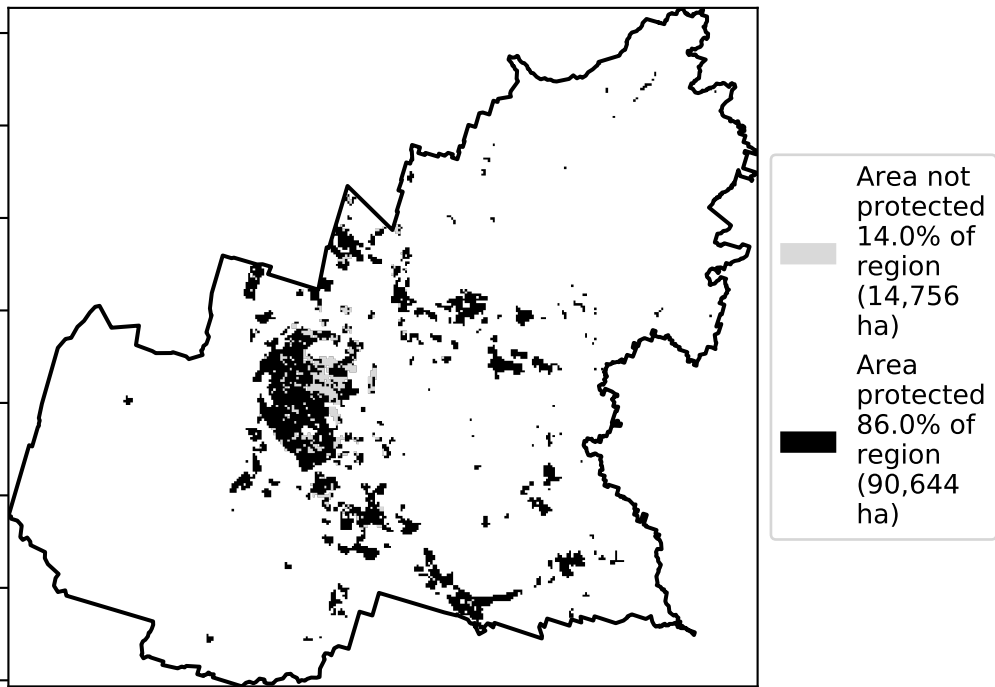 Area not
protected
14.0% of
region
(14,756
ha)
Area
protected
86.0% of
region
(90,644
ha)